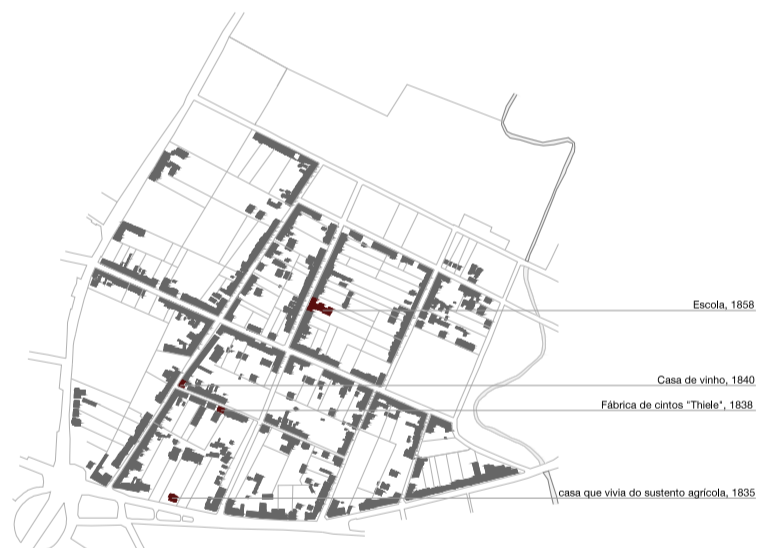 Escola, 1858
Casa de vinho, 1840
Fábrica de cintos "Thiele", 1838
casa que vivia do sustento agrícola, 1835